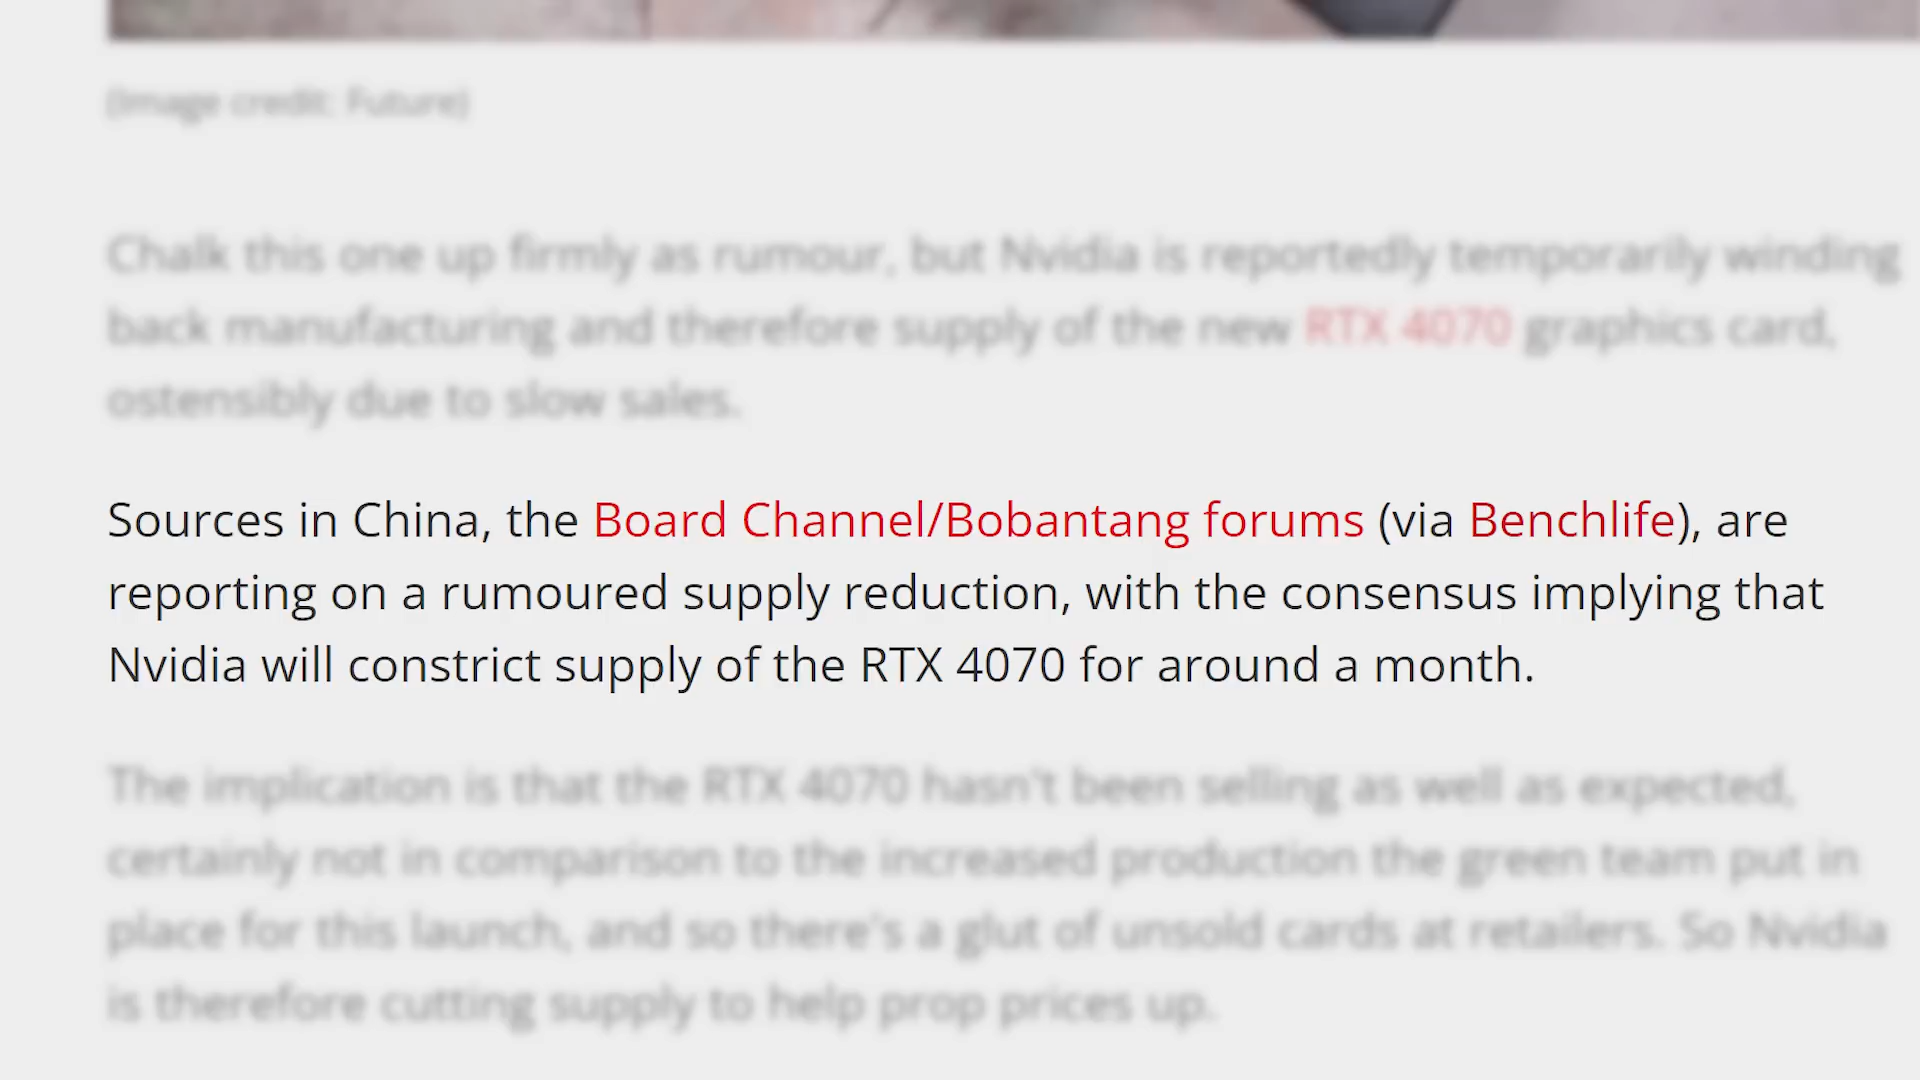 (Image credit: Future)
Chalk this one up firmly as rumour, but Nvidia is reportedly temporarily winding
back manufacturing and therefore supply of the new RTX 4070 graphics card,
ostensibly due to slow sales.
Sources in China, the Board Channel/Bobantang forums (via Benchlife), are
reporting on a rumoured supply reduction, with the consensus implying that
Nvidia will constrict supply of the RTX 4070 for around a month.
The implication is that the RTX 4070 hasn't been selling as well as expected,
certainly not in comparison to the increased production the green team put in
place for this launch, and so there's a glut of unsold cards at retailers. So Nvidia
is therefore cutting supply to help prop prices up.